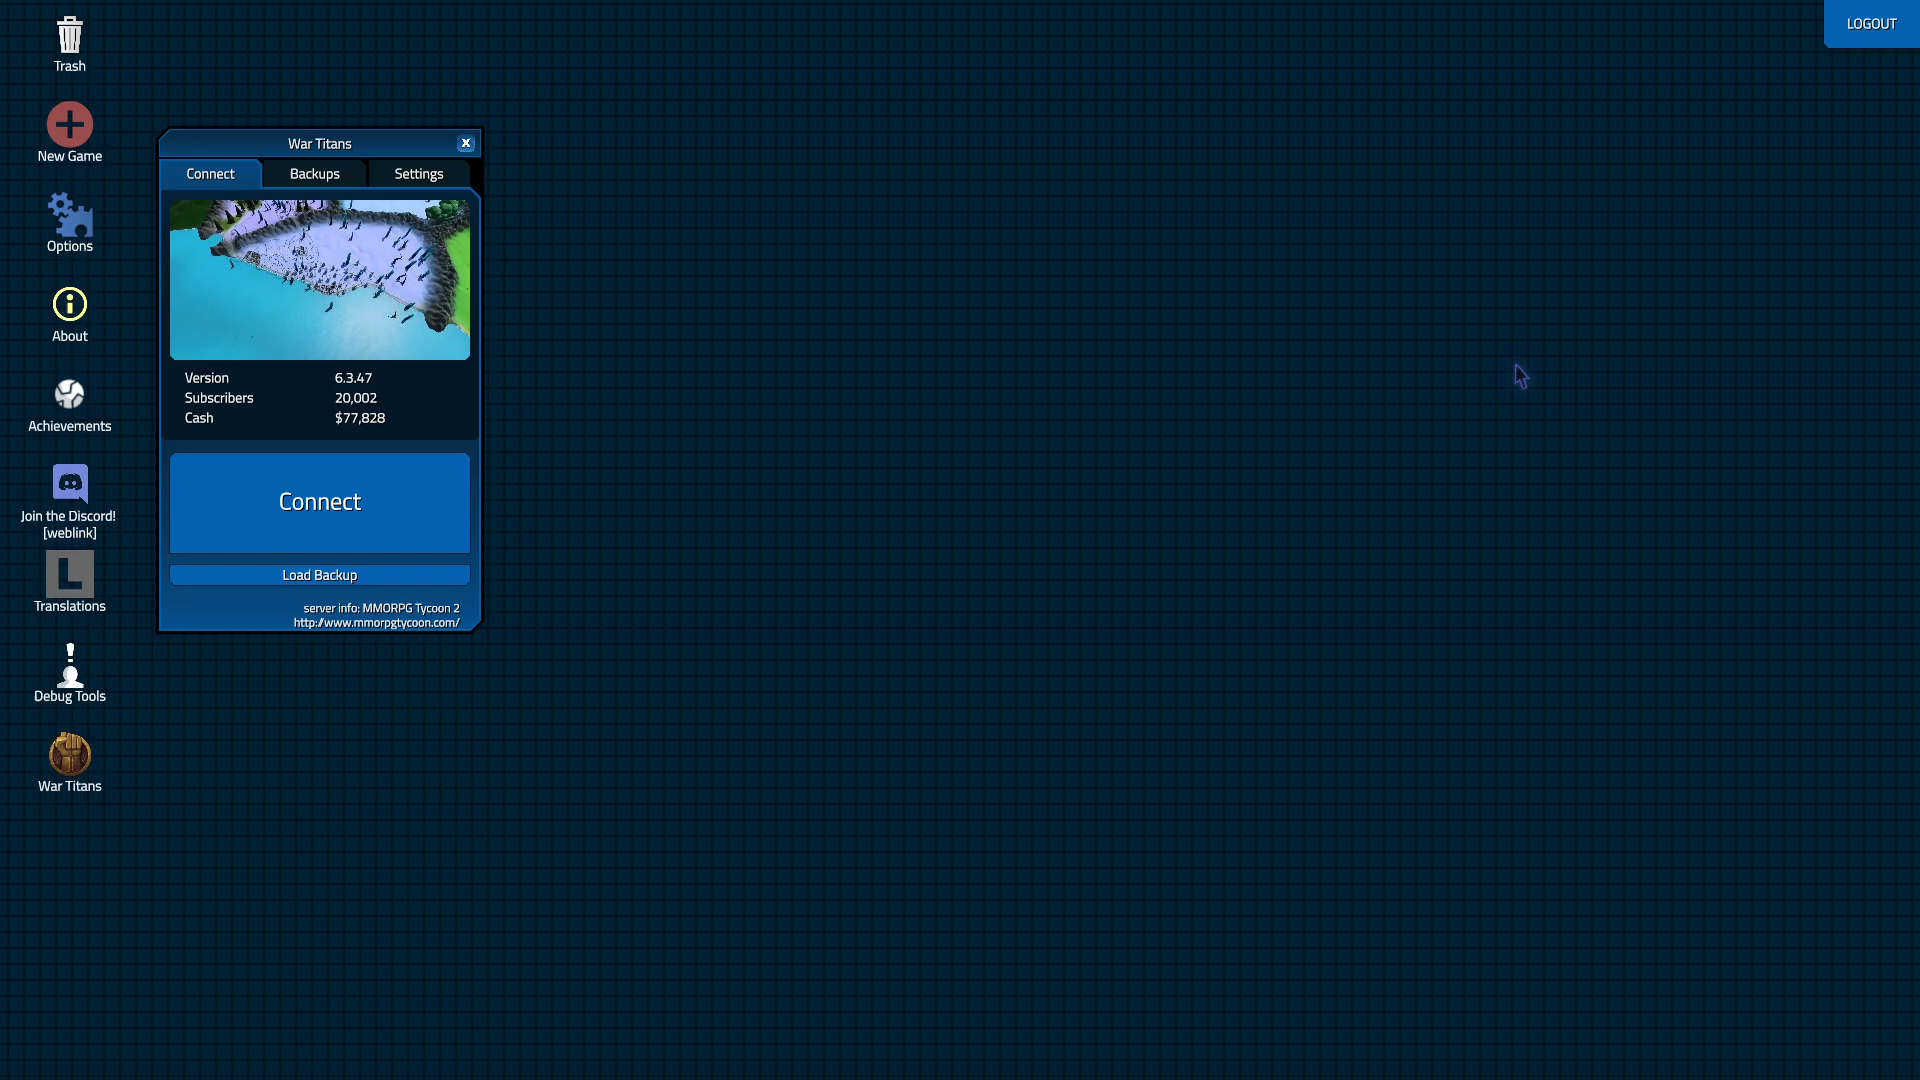 LOGOUT
Trash
New Game
Options
About
Achievements
Join the Discord!
[weblink]
Translations
Debug Tools
War Titans
War Titans
Connect
Backups
Settings
Version 6.3.47
Subscribers 20,002
Cash $77,828
Connect
Load Backup
server info: MMORPG Tycoon 2
http://www.mmorpgtycoon.com/